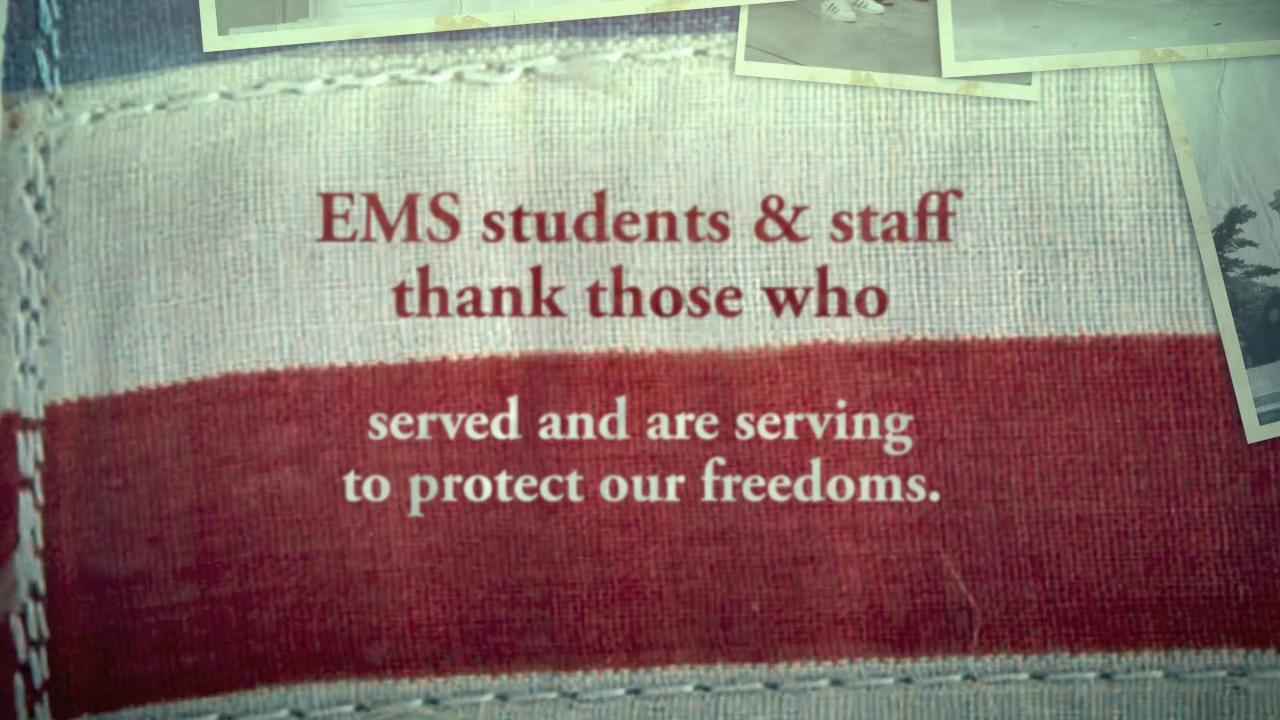 EMS students & staff
thank those who
served and are serving
to protect our freedoms.